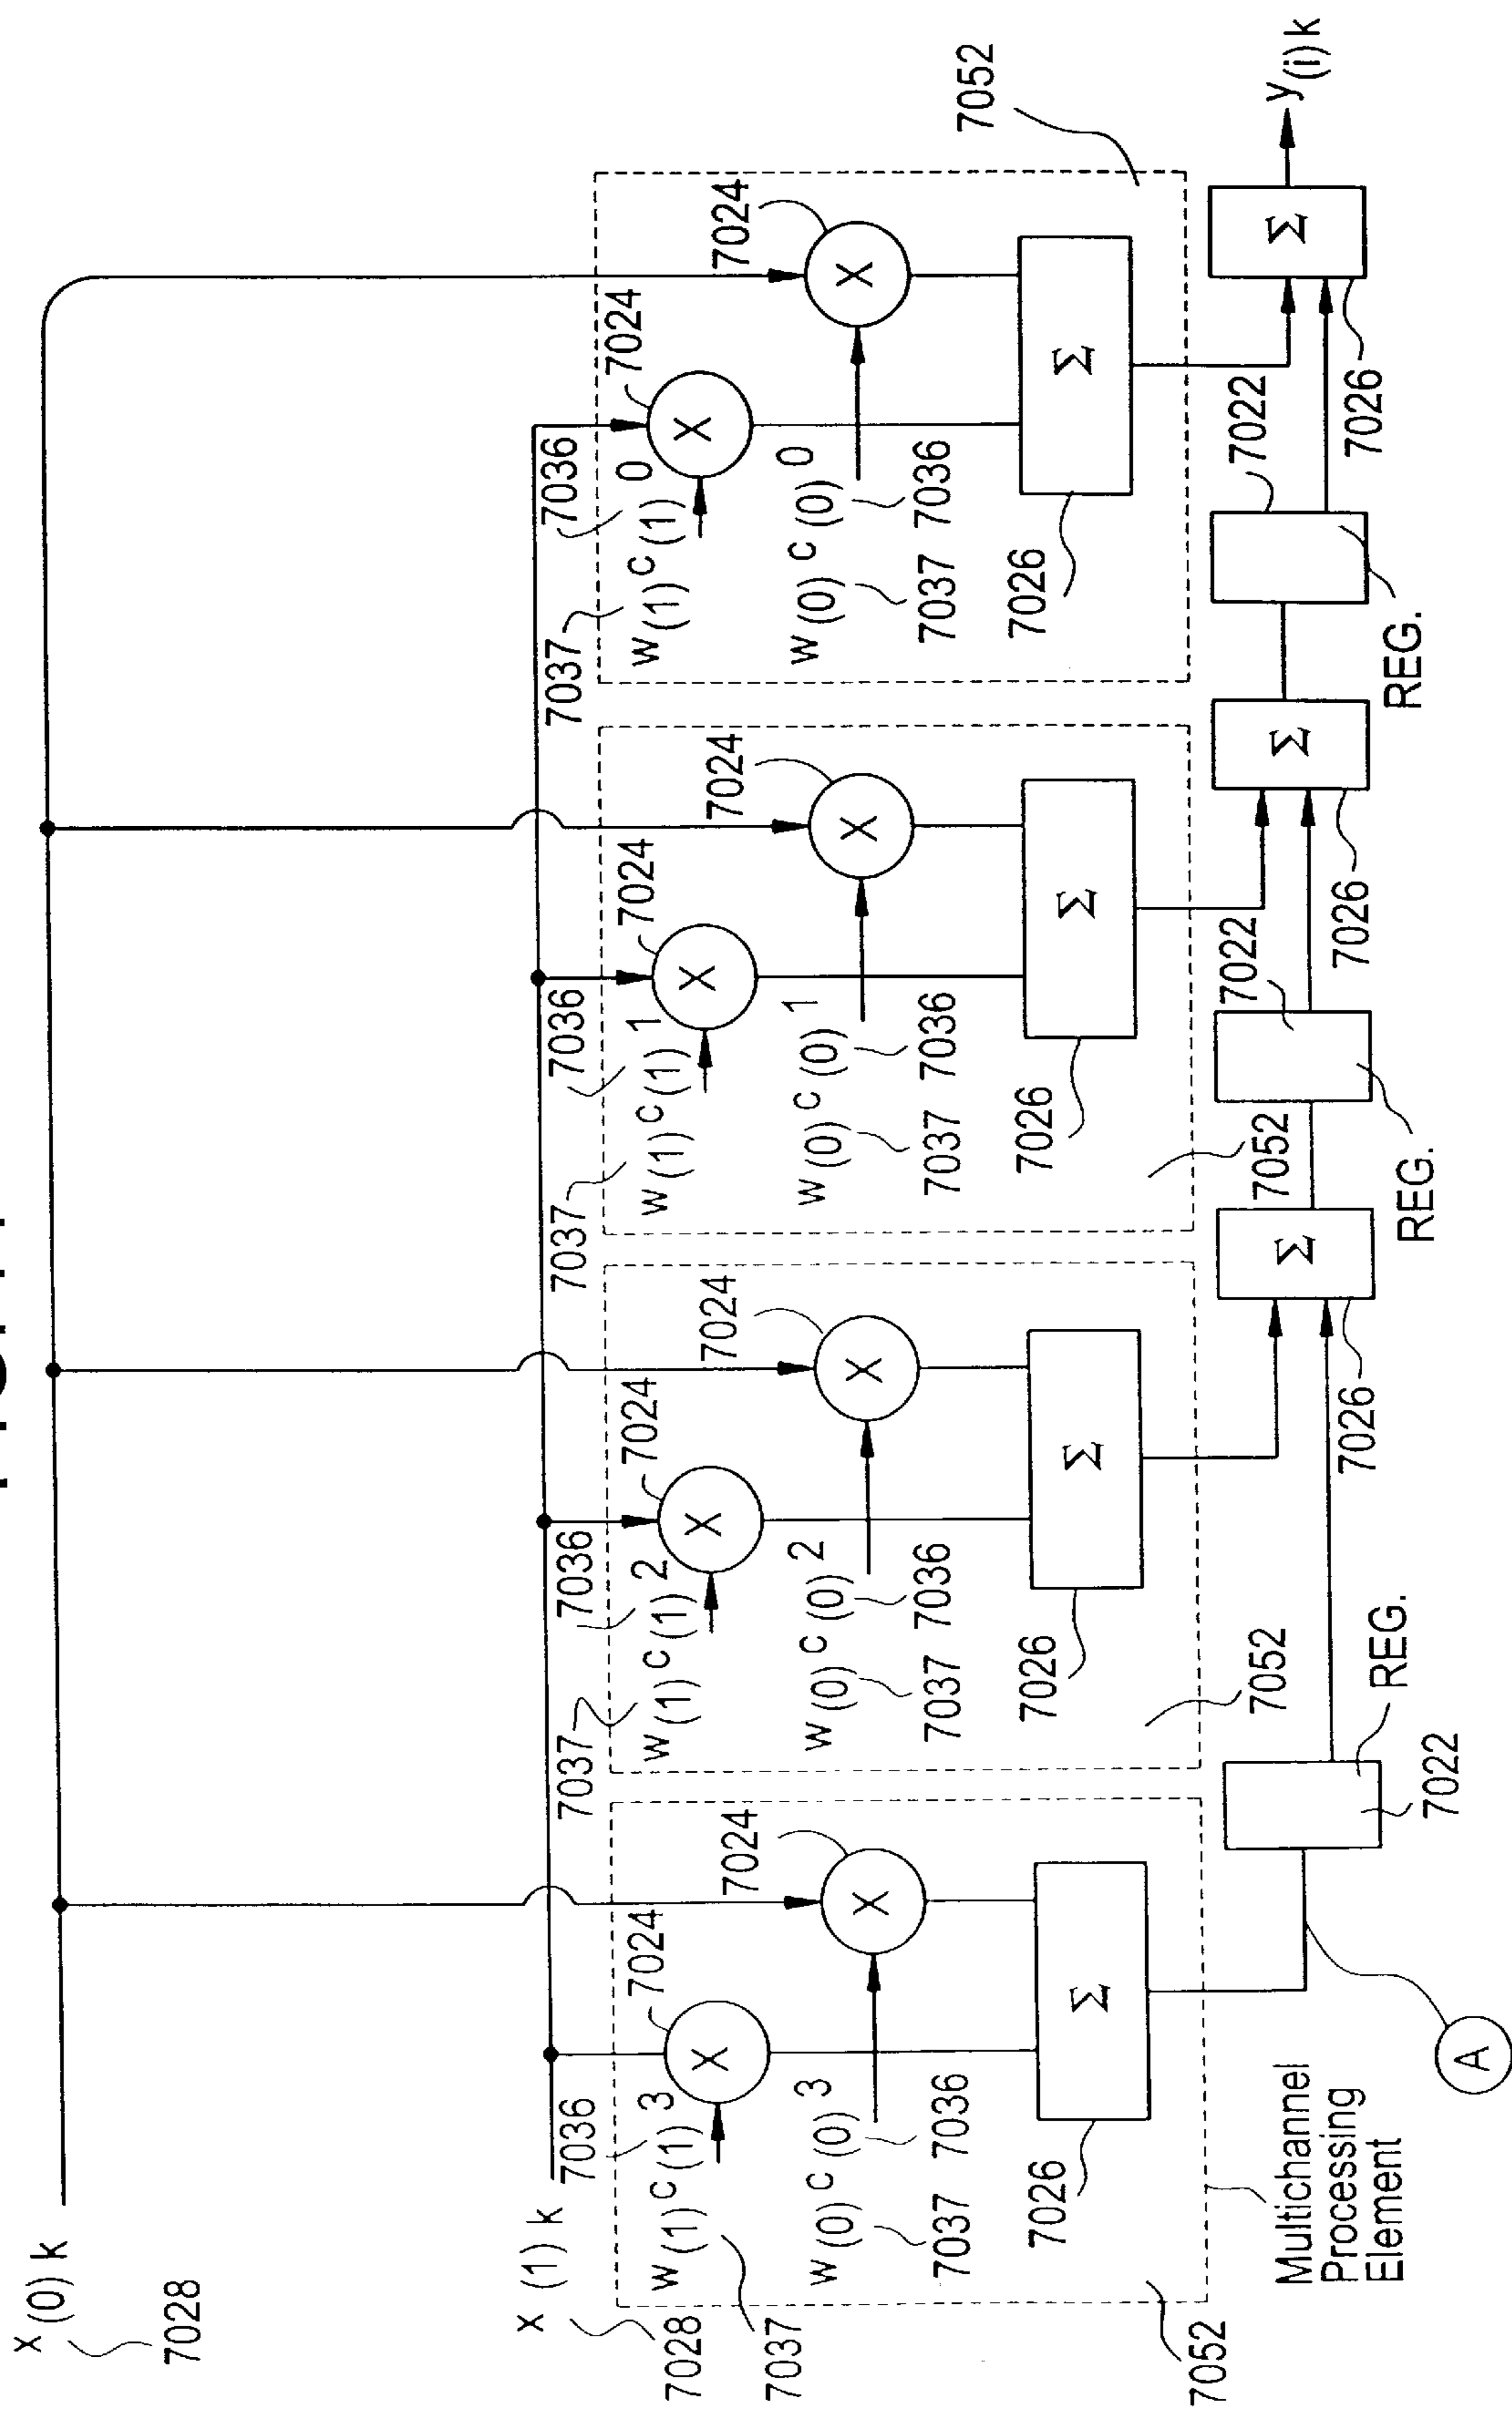 x (0) k
7028
x (1) k
7028
7037
7036
w (1) c (1) 3
7024
7024
w (0) c (0) 3
7037
7036
7026
Σ
X
X
7052
Multichannel
Processing
Element
A
7037
7036
w (1) c (1) 2
7024
7024
w (0) c (0) 2
7037
7036
7026
Σ
X
X
7052
7022
REG.
7026
Σ
7037
7036
w (1) c (1) 1
7024
7024
w (0) c (0) 1
7037
7036
7026
Σ
X
X
7052
7022
REG.
7026
Σ
7037
7036
w (1) c (1) 0
7024
7024
w (0) c (0) 0
7037
7036
7026
Σ
X
X
7052
7022
REG.
7026
Σ
y (i) k